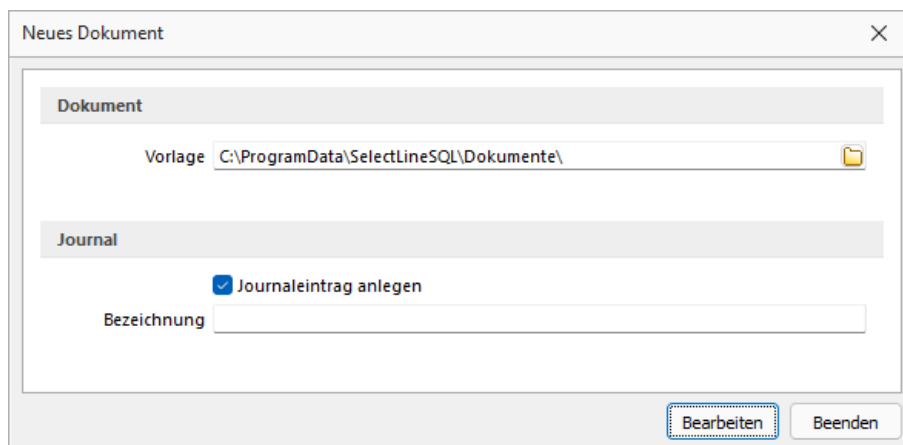 Neues Dokument
Dokument
Vorlage C:\ProgramData\SelectLineSQL\Dokumente\
Journal
Journaleintrag anlegen
Bezeichnung
Bearbeiten Beenden